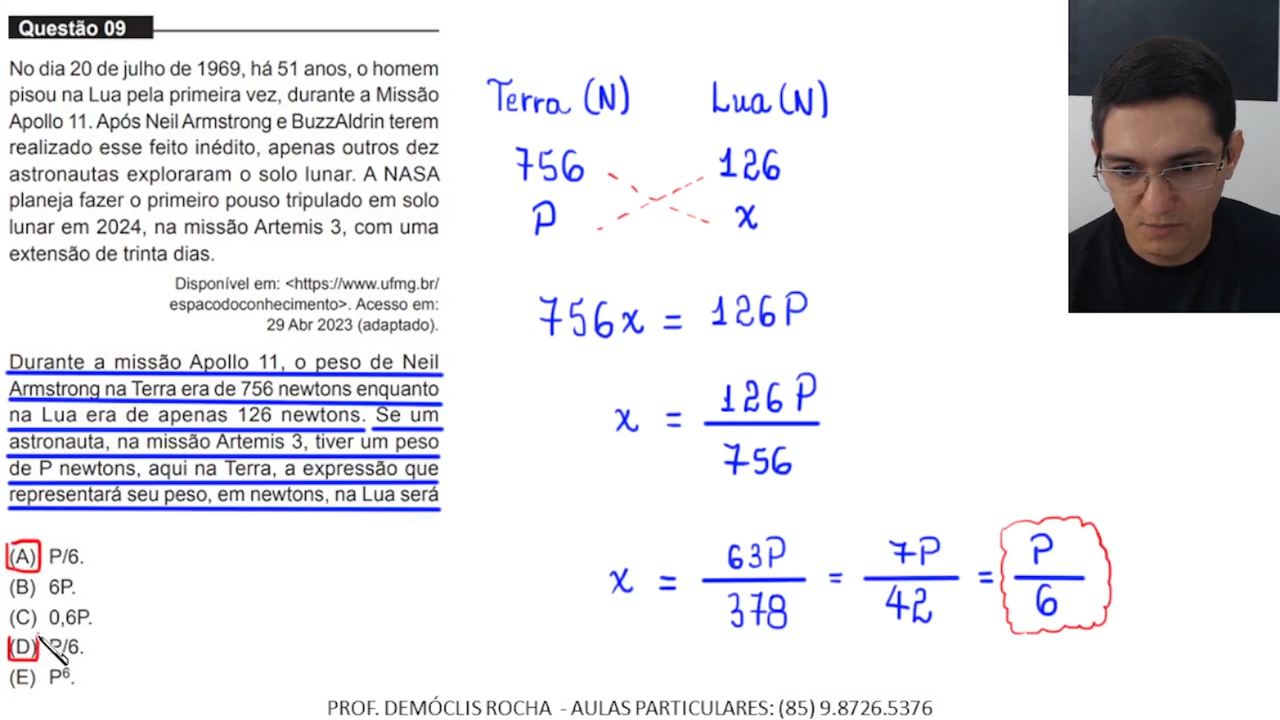 Questão 09
No dia 20 de julho de 1969, há 51 anos, o homem
pisou na Lua pela primeira vez, durante a Missão
Apollo 11. Após Neil Armstrong e BuzzAldrin terem
realizado esse feito inédito, apenas outros dez
astronautas exploraram o solo lunar. A NASA
planeja fazer o primeiro pouso tripulado em solo
lunar em 2024, na missão Artemis 3, com uma
extensão de trinta dias.
Disponível em: <https://www.ufmg.br/
espacodoconhecimento>. Acesso em:
29 Abr 2023 (adaptado).
Durante a missão Apollo 11, o peso de Neil
Armstrong na Terra era de 756 newtons enquanto
na Lua era de apenas 126 newtons. Se um
astronauta, na missão Artemis 3, tiver um peso
de P newtons, aqui na Terra, a expressão que
representará seu peso, em newtons, na Lua será
(A) P/6.
(B) 6P.
(C) 0,6P.
(D) P/6.
(E) P⁶.
Terra (N) Lua (N)
756 126
P x
756x = 126P
x = 126P/756
x = 63P/378 = 7P/42 = P/6
PROF. DEMÓCLIS ROCHA - AULAS PARTICULARES: (85) 9.8726.5376